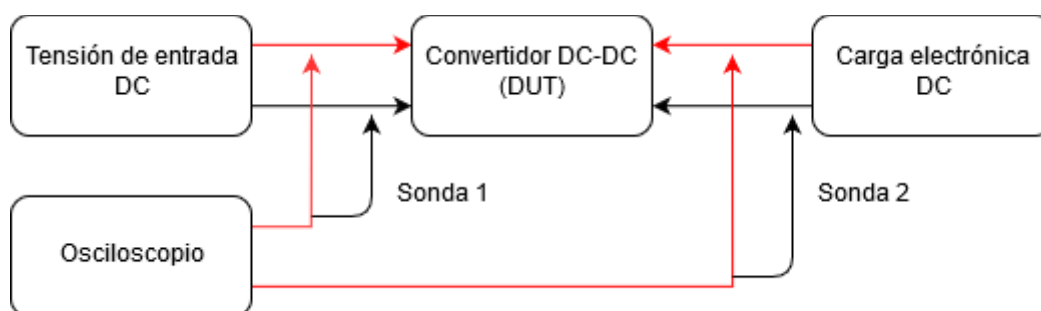 Tensión de entrada
DC
Convertidor DC-DC
(DUT)
Carga electrónica
DC
Sonda 1
Sonda 2
Osciloscopio